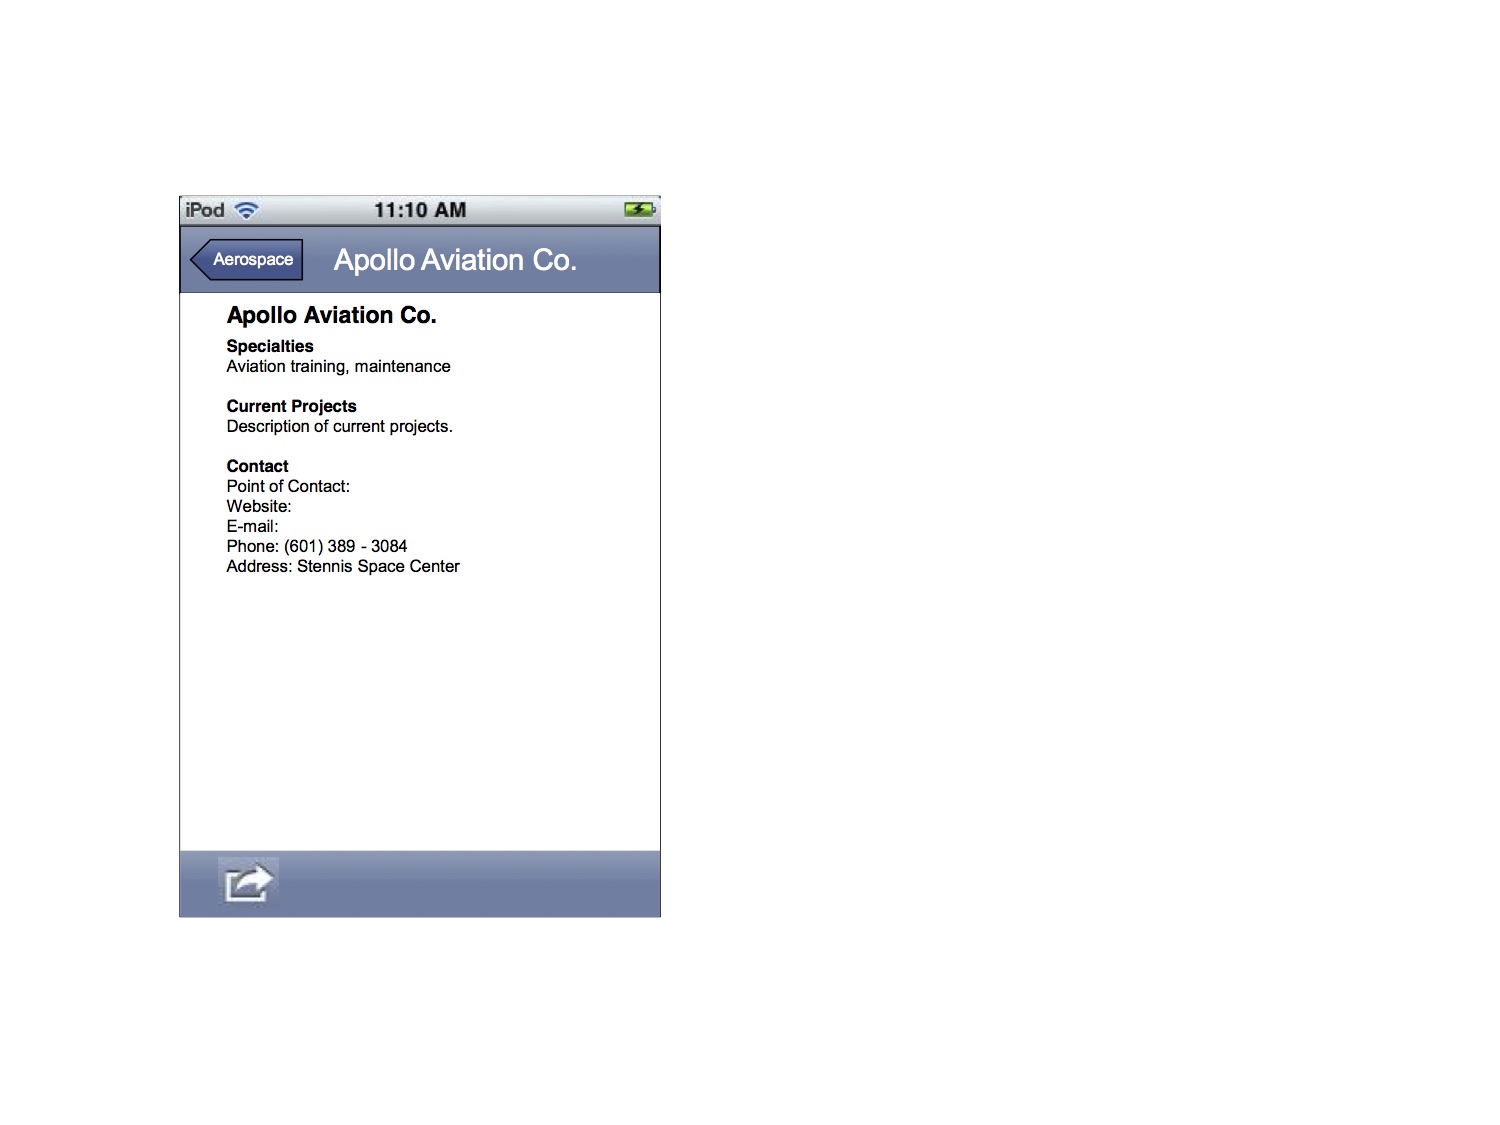 iPod 11:10 AM
Aerospace Apollo Aviation Co.
Apollo Aviation Co.
Specialties
Aviation training, maintenance
Current Projects
Description of current projects.
Contact
Point of Contact:
Website:
E-mail:
Phone: (601) 389 - 3084
Address: Stennis Space Center